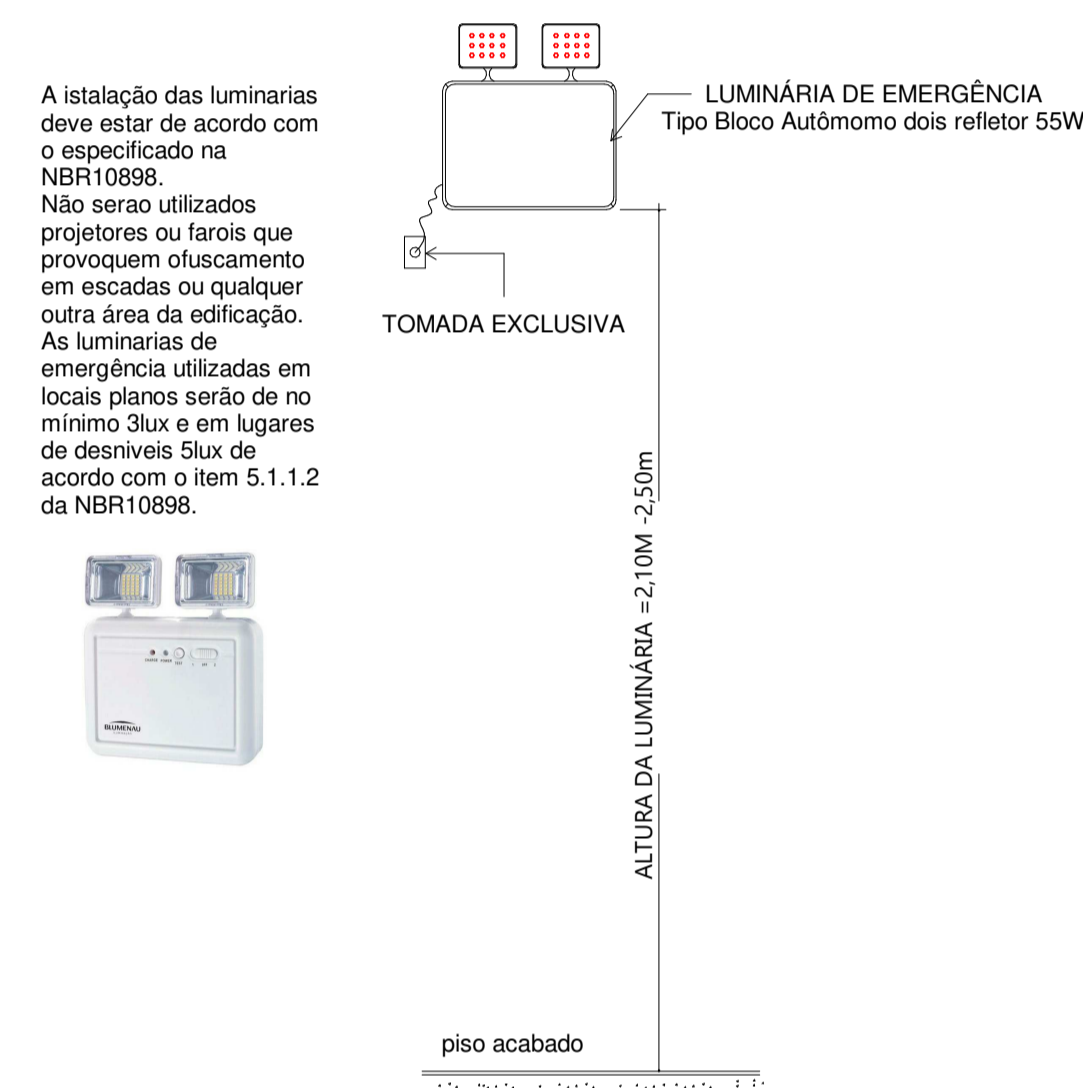 A istalação das luminarias
deve estar de acordo com
o especificado na
NBR10898.
Não serao utilizados
projetores ou farois que
provoquem ofuscamento
em escadas ou qualquer
outra área da edificação.
As luminarias de
emergência utilizadas em
locais planos serão de no
mínimo 3lux e em lugares
de desniveis 5lux de
acordo com o item 5.1.1.2
da NBR10898.
LUMINÁRIA DE EMERGÊNCIA
Tipo Bloco Autômomo dois refletor 55W
TOMADA EXCLUSIVA
ALTURA DA LUMINÁRIA =2,10M -2,50m
BLUMENAU
piso acabado